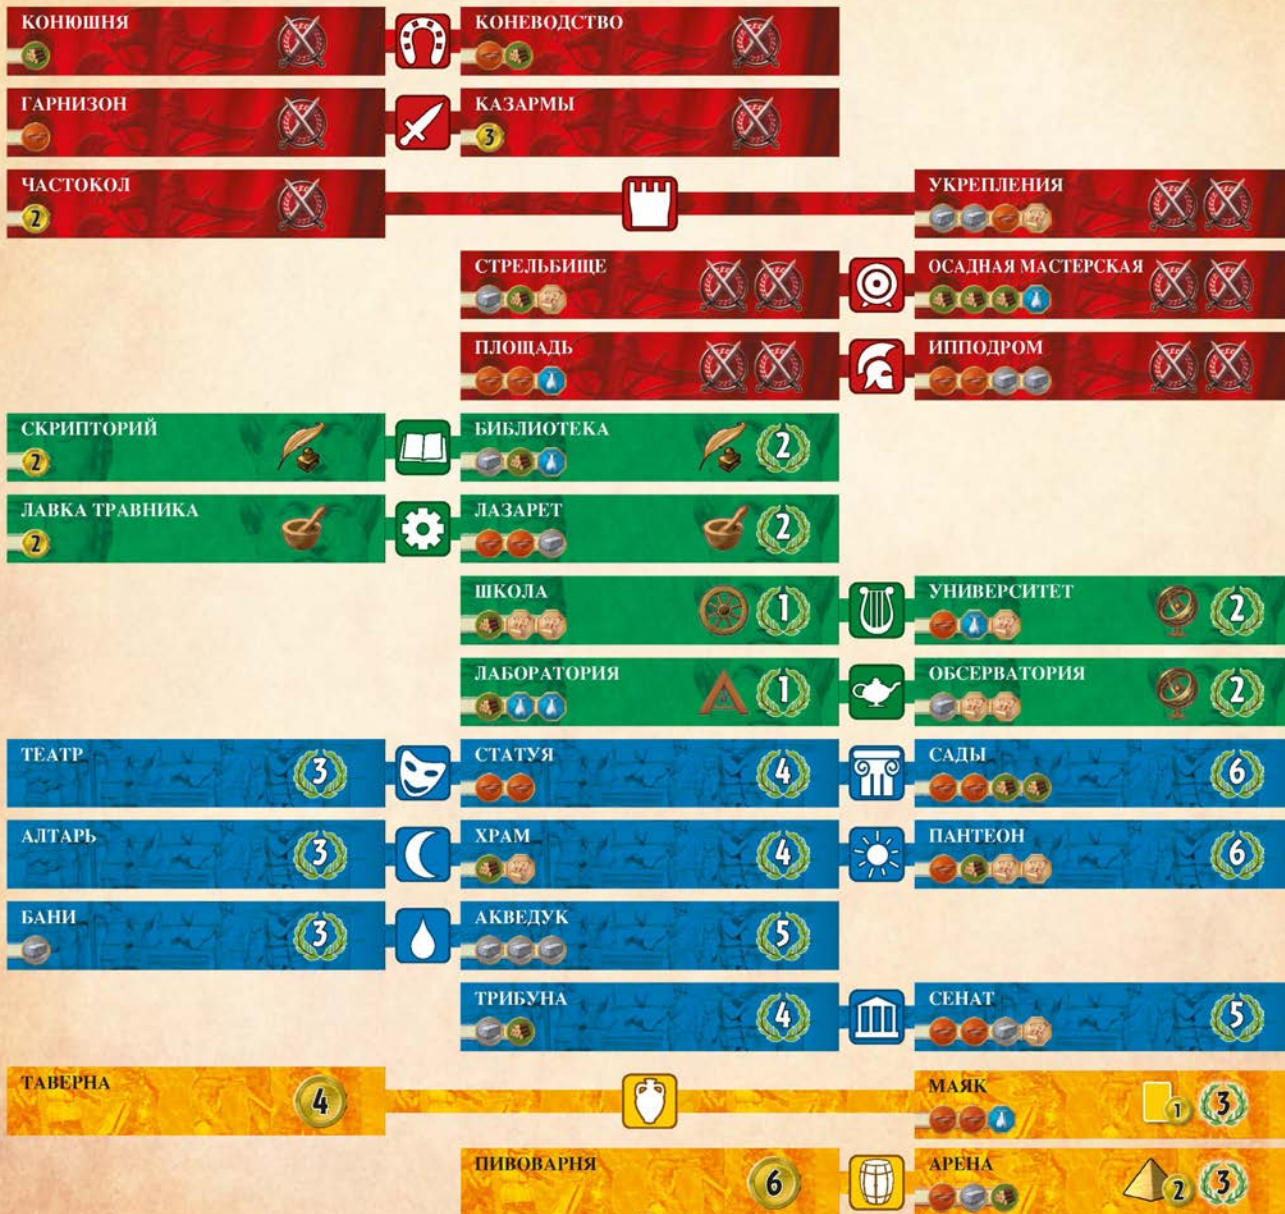 КОНЮШНЯ КОНЕВОДСТВО
ГАРНИЗОН КАЗАРМЫ
3
ЧАСТОКОЛ УКРЕПЛЕНИЯ
2
СТРЕЛЬБИЩЕ ОСАДНАЯ МАСТЕРСКАЯ
ПЛОЩАДЬ ИППОДРОМ
СКРИПТОРИЙ БИБЛИОТЕКА
2 2
ЛАВКА ТРАВНИКА ЛАЗАРЕТ
2 2
ШКОЛА 1 УНИВЕРСИТЕТ 2
ЛАБОРАТОРИЯ 1 ОБСЕРВАТОРИЯ 2
ТЕАТР 3 СТАТУЯ 4 САДЫ 6
АЛТАРЬ 3 ХРАМ 4 ПАНТЕОН 6
БАНИ 3 АКВЕДУК 5
ТРИБУНА 4 СЕНАТ 5
ТАВЕРНА 4 МАЯК 1 3
ПИВОВАРНЯ 6 АРЕНА 2 3